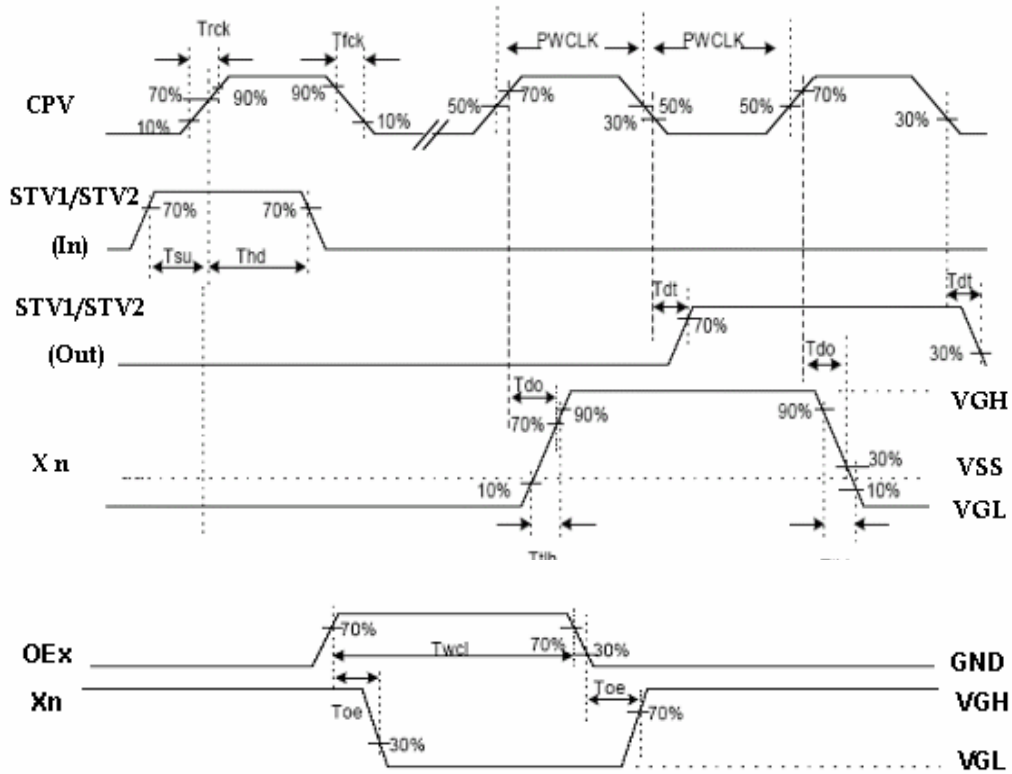 Trck Tfck PWCLK PWCLK
CPV 70% 90% 90% 50% 70% 50% 50% 70%
10% 10% 30% 30%
STV1/STV2
70% 70%
(In)
Tsu Thd
STV1/STV2 Tdt Tdt
70%
(Out) Tdo 30%
Tdo VGH
70% 90% 90%
X n 30% VSS
10% 10%
VGL
70% 70% 30%
OEx Twcl GND
Xn Toe Toe 70% VGH
30%
VGL